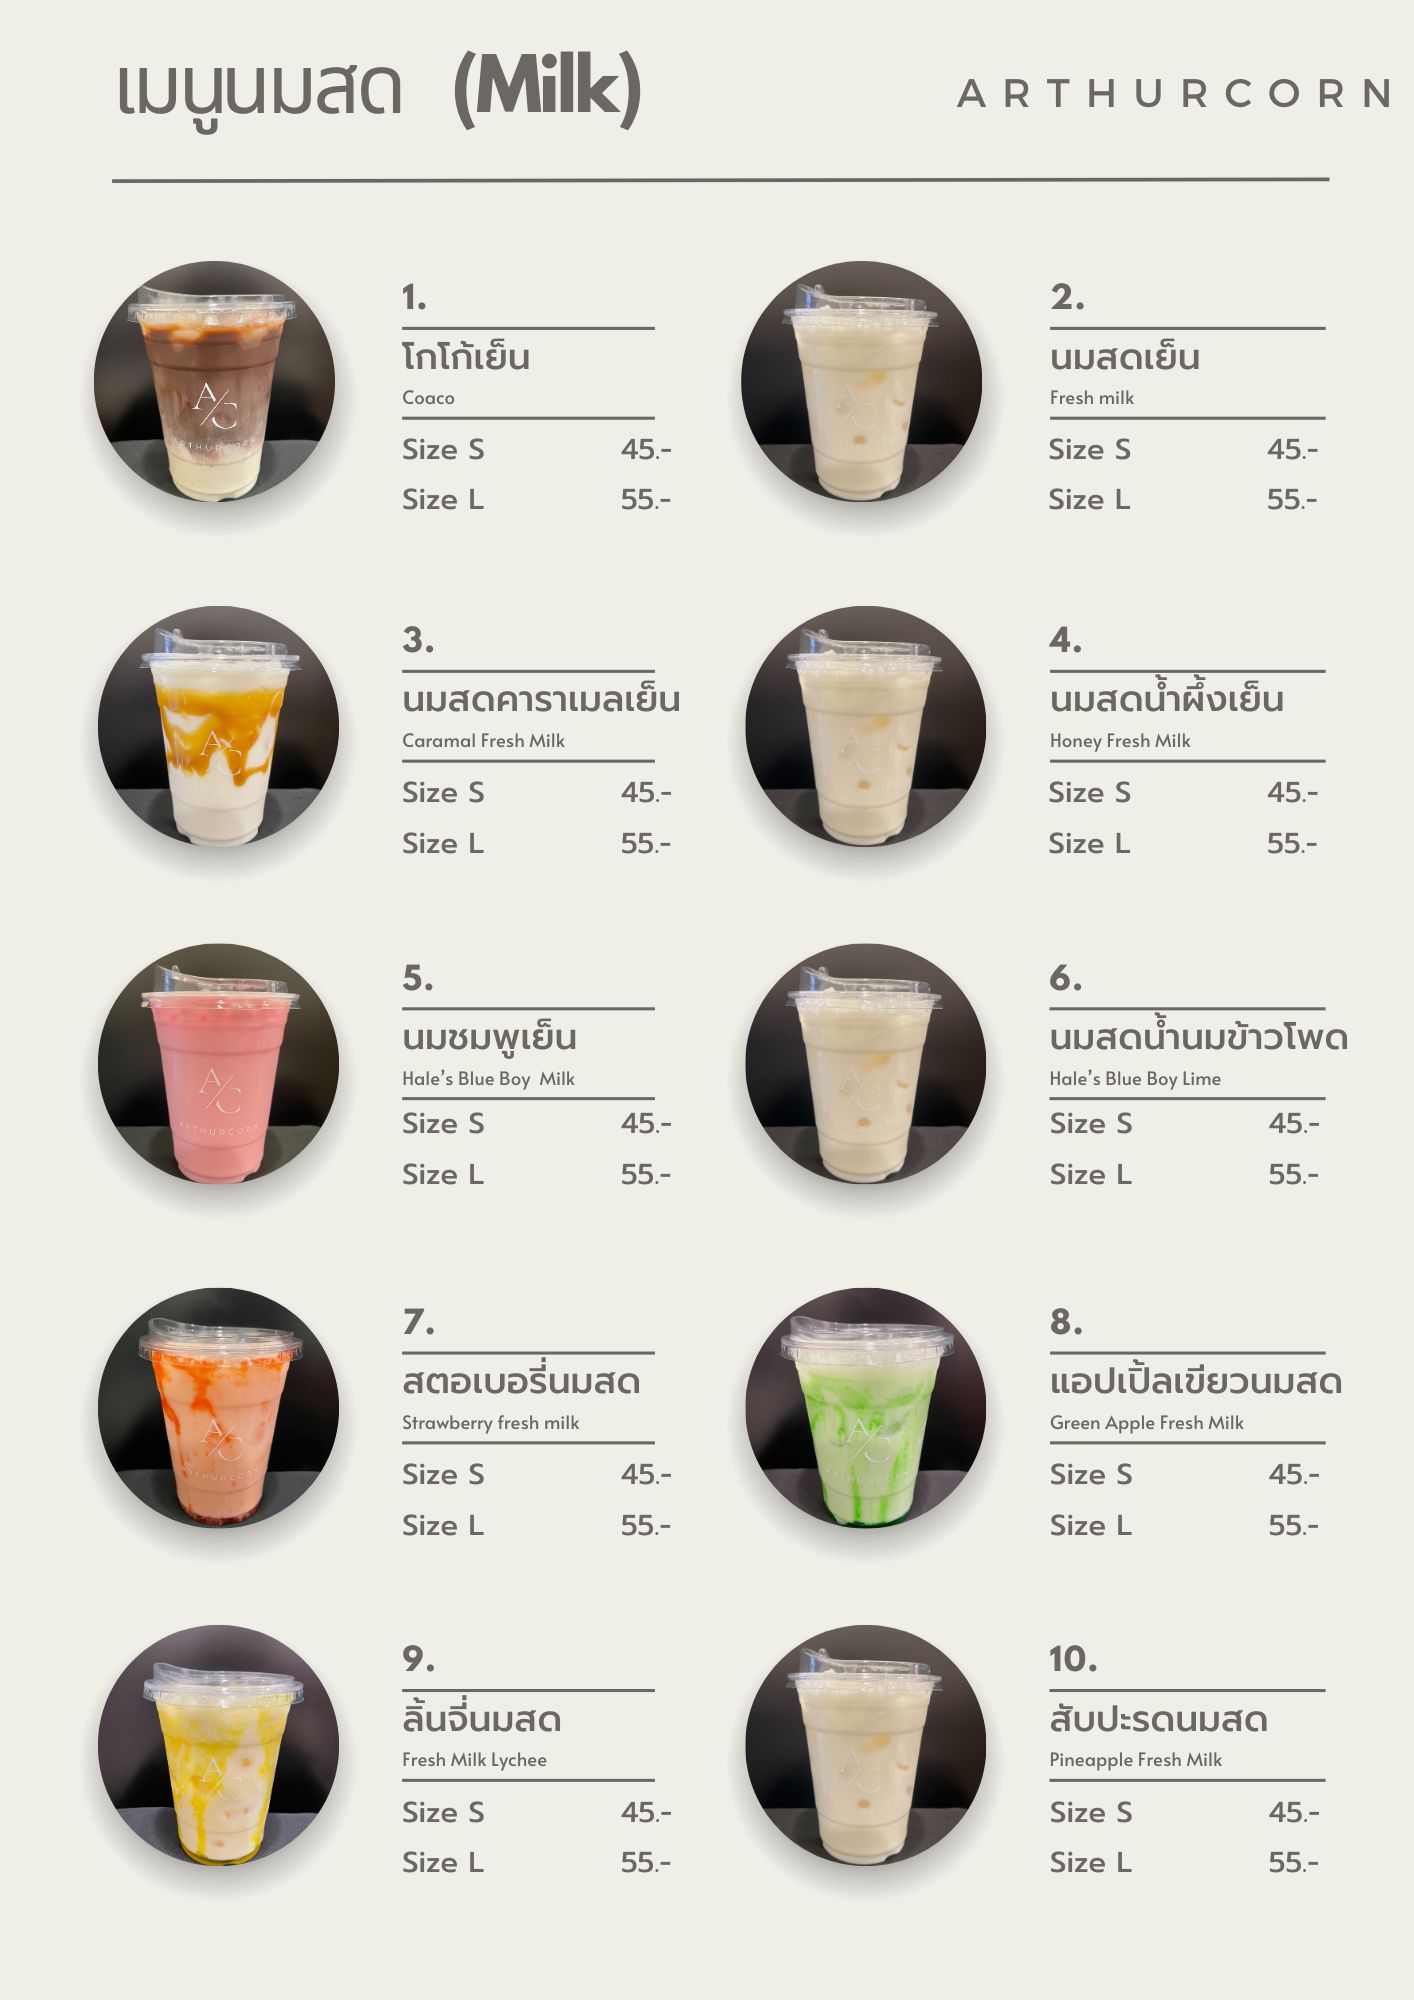 เมนูนมสด (Milk)
ARTHURCORN
1.
โกโก้เย็น
Coaco
Size S 45.-
Size L 55.-
2.
นมสดเย็น
Fresh milk
Size S 45.-
Size L 55.-
3.
นมสดคาราเมลเย็น
Caramal Fresh Milk
Size S 45.-
Size L 55.-
4.
นมสดน้ำผึ้งเย็น
Honey Fresh Milk
Size S 45.-
Size L 55.-
5.
นมชมพูเย็น
Hale's Blue Boy  Milk
Size S 45.-
Size L 55.-
6.
นมสดน้ำนมข้าวโพด
Hale's Blue Boy Lime
Size S 45.-
Size L 55.-
7.
สตอเบอรี่นมสด
Strawberry fresh milk
Size S 45.-
Size L 55.-
8.
แอปเปิ้ลเขียวนมสด
Green Apple Fresh Milk
Size S 45.-
Size L 55.-
9.
ลิ้นจี่นมสด
Fresh Milk Lychee
Size S 45.-
Size L 55.-
10.
สับปะรดนมสด
Pineapple Fresh Milk
Size S 45.-
Size L 55.-
A/C
ARTHURCORN
A/C
A/C
A/C
A/C
ARTHURCORN
A/C
A/C
ARTHURCORN
A/C
ARTHURCORN
A/C
A/C